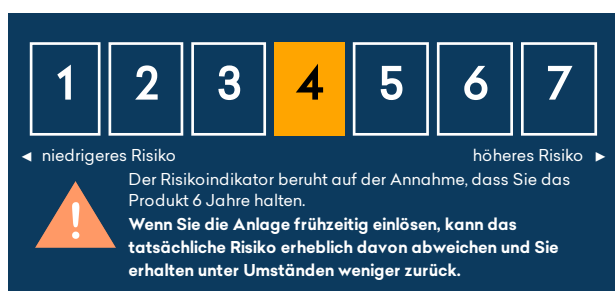 1 2 3 4 5 6 7
◄ niedrigeres Risiko höheres Risiko ►
Der Risikoindikator beruht auf der Annahme, dass Sie das
Produkt 6 Jahre halten.
Wenn Sie die Anlage frühzeitig einlösen, kann das
tatsächliche Risiko erheblich davon abweichen und Sie
erhalten unter Umständen weniger zurück.
!